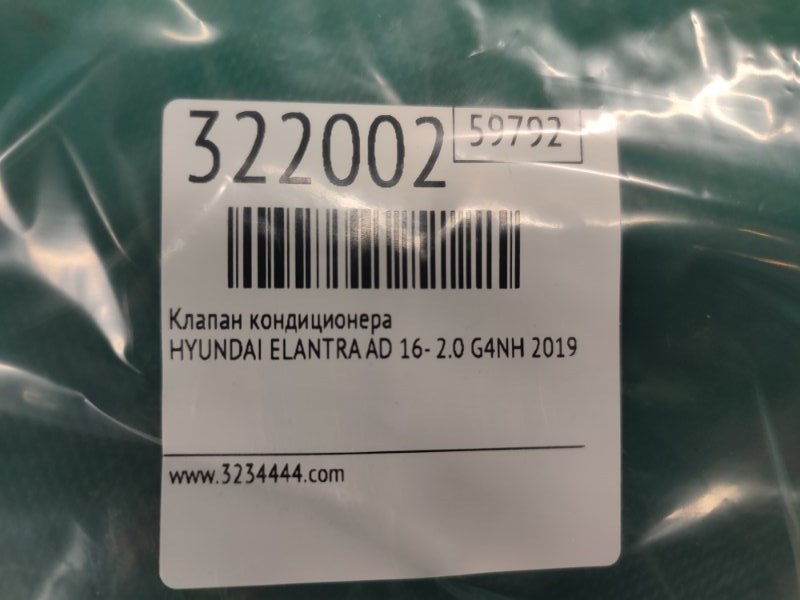 322002
59792
Клапан кондиционера
HYUNDAI ELANTRA AD 16- 2.0 G4NH 2019
www.3234444.com